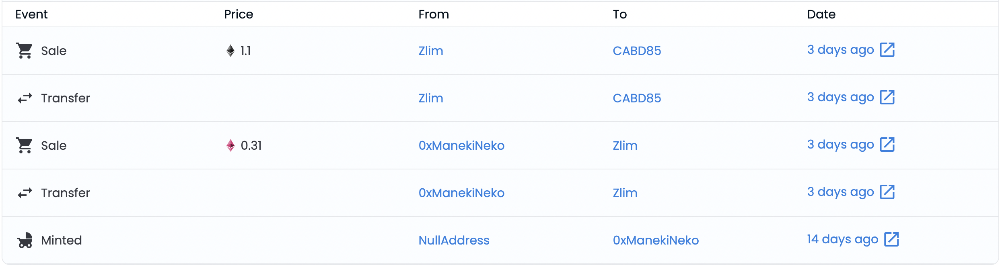 Event Price From To Date
Sale 1.1 Zlim CABD85 3 days ago
Transfer Zlim CABD85 3 days ago
Sale 0.31 0xManekiNeko Zlim 3 days ago
Transfer 0xManekiNeko Zlim 3 days ago
Minted NullAddress 0xManekiNeko 14 days ago